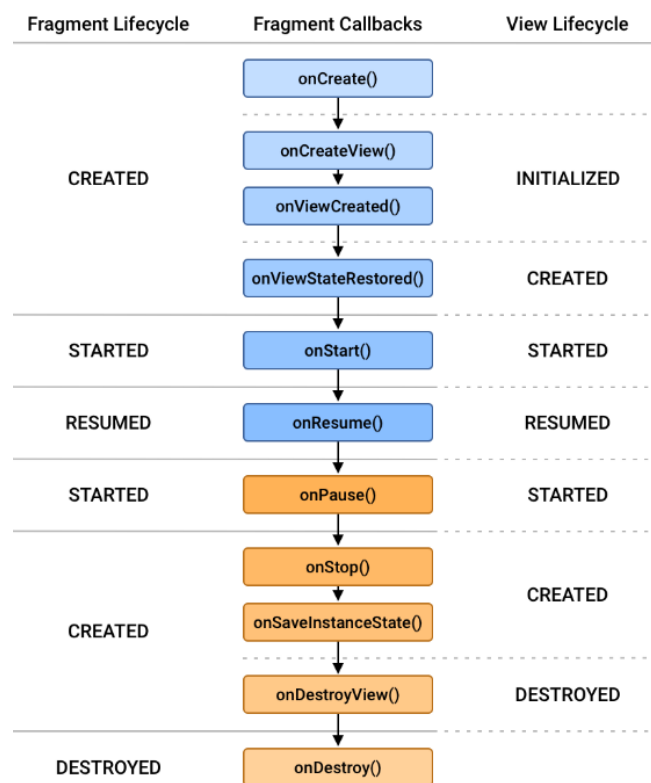 Fragment Lifecycle
Fragment Callbacks
View Lifecycle
onCreate()
onCreateView()
CREATED
INITIALIZED
onViewCreated()
onViewStateRestored()
CREATED
STARTED
onStart()
STARTED
RESUMED
onResume()
RESUMED
STARTED
onPause()
STARTED
onStop()
CREATED
onSaveInstanceState()
CREATED
onDestroyView()
DESTROYED
DESTROYED
onDestroy()